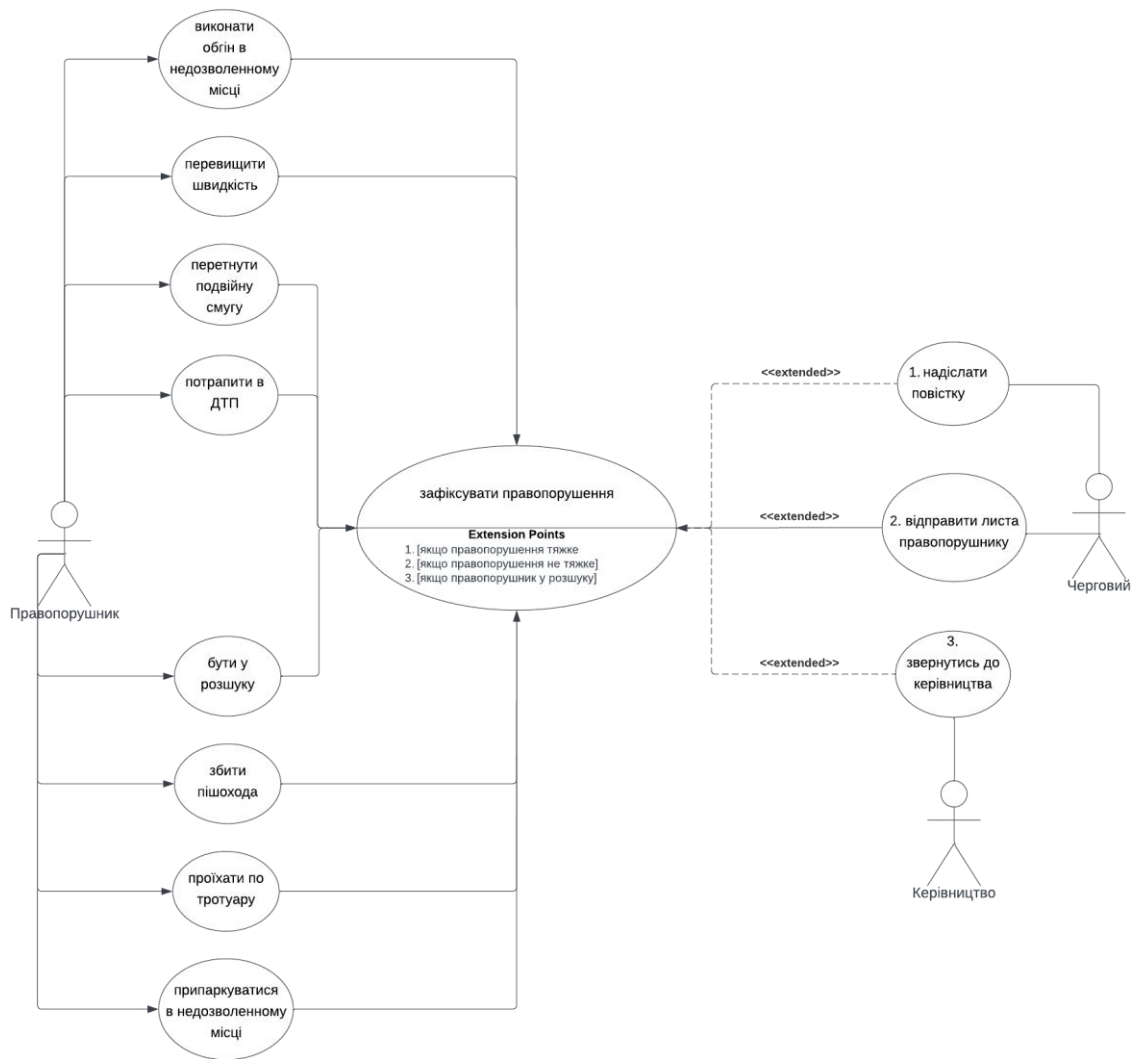 виконати
обгін в
недозволенному
місці
перевищити
швидкість
перетнути
подвійну
смугу
потрапити в
ДТП
Правопорушник
бути у
розшуку
збити
пішохода
проїхати по
тротуару
припаркуватися
в недозволенному
місці
зафіксувати правопорушення
Extension Points
1. [якщо правопорушення тяжке
2. [якщо правопорушення не тяжке]
3. [якщо правопорушник у розшуку]
<<extended>>
1. надіслати
повістку
<<extended>>
2. відправити листа
правопорушнику
Черговий
<<extended>>
3.
звернутись до
керівництва
Керівництво